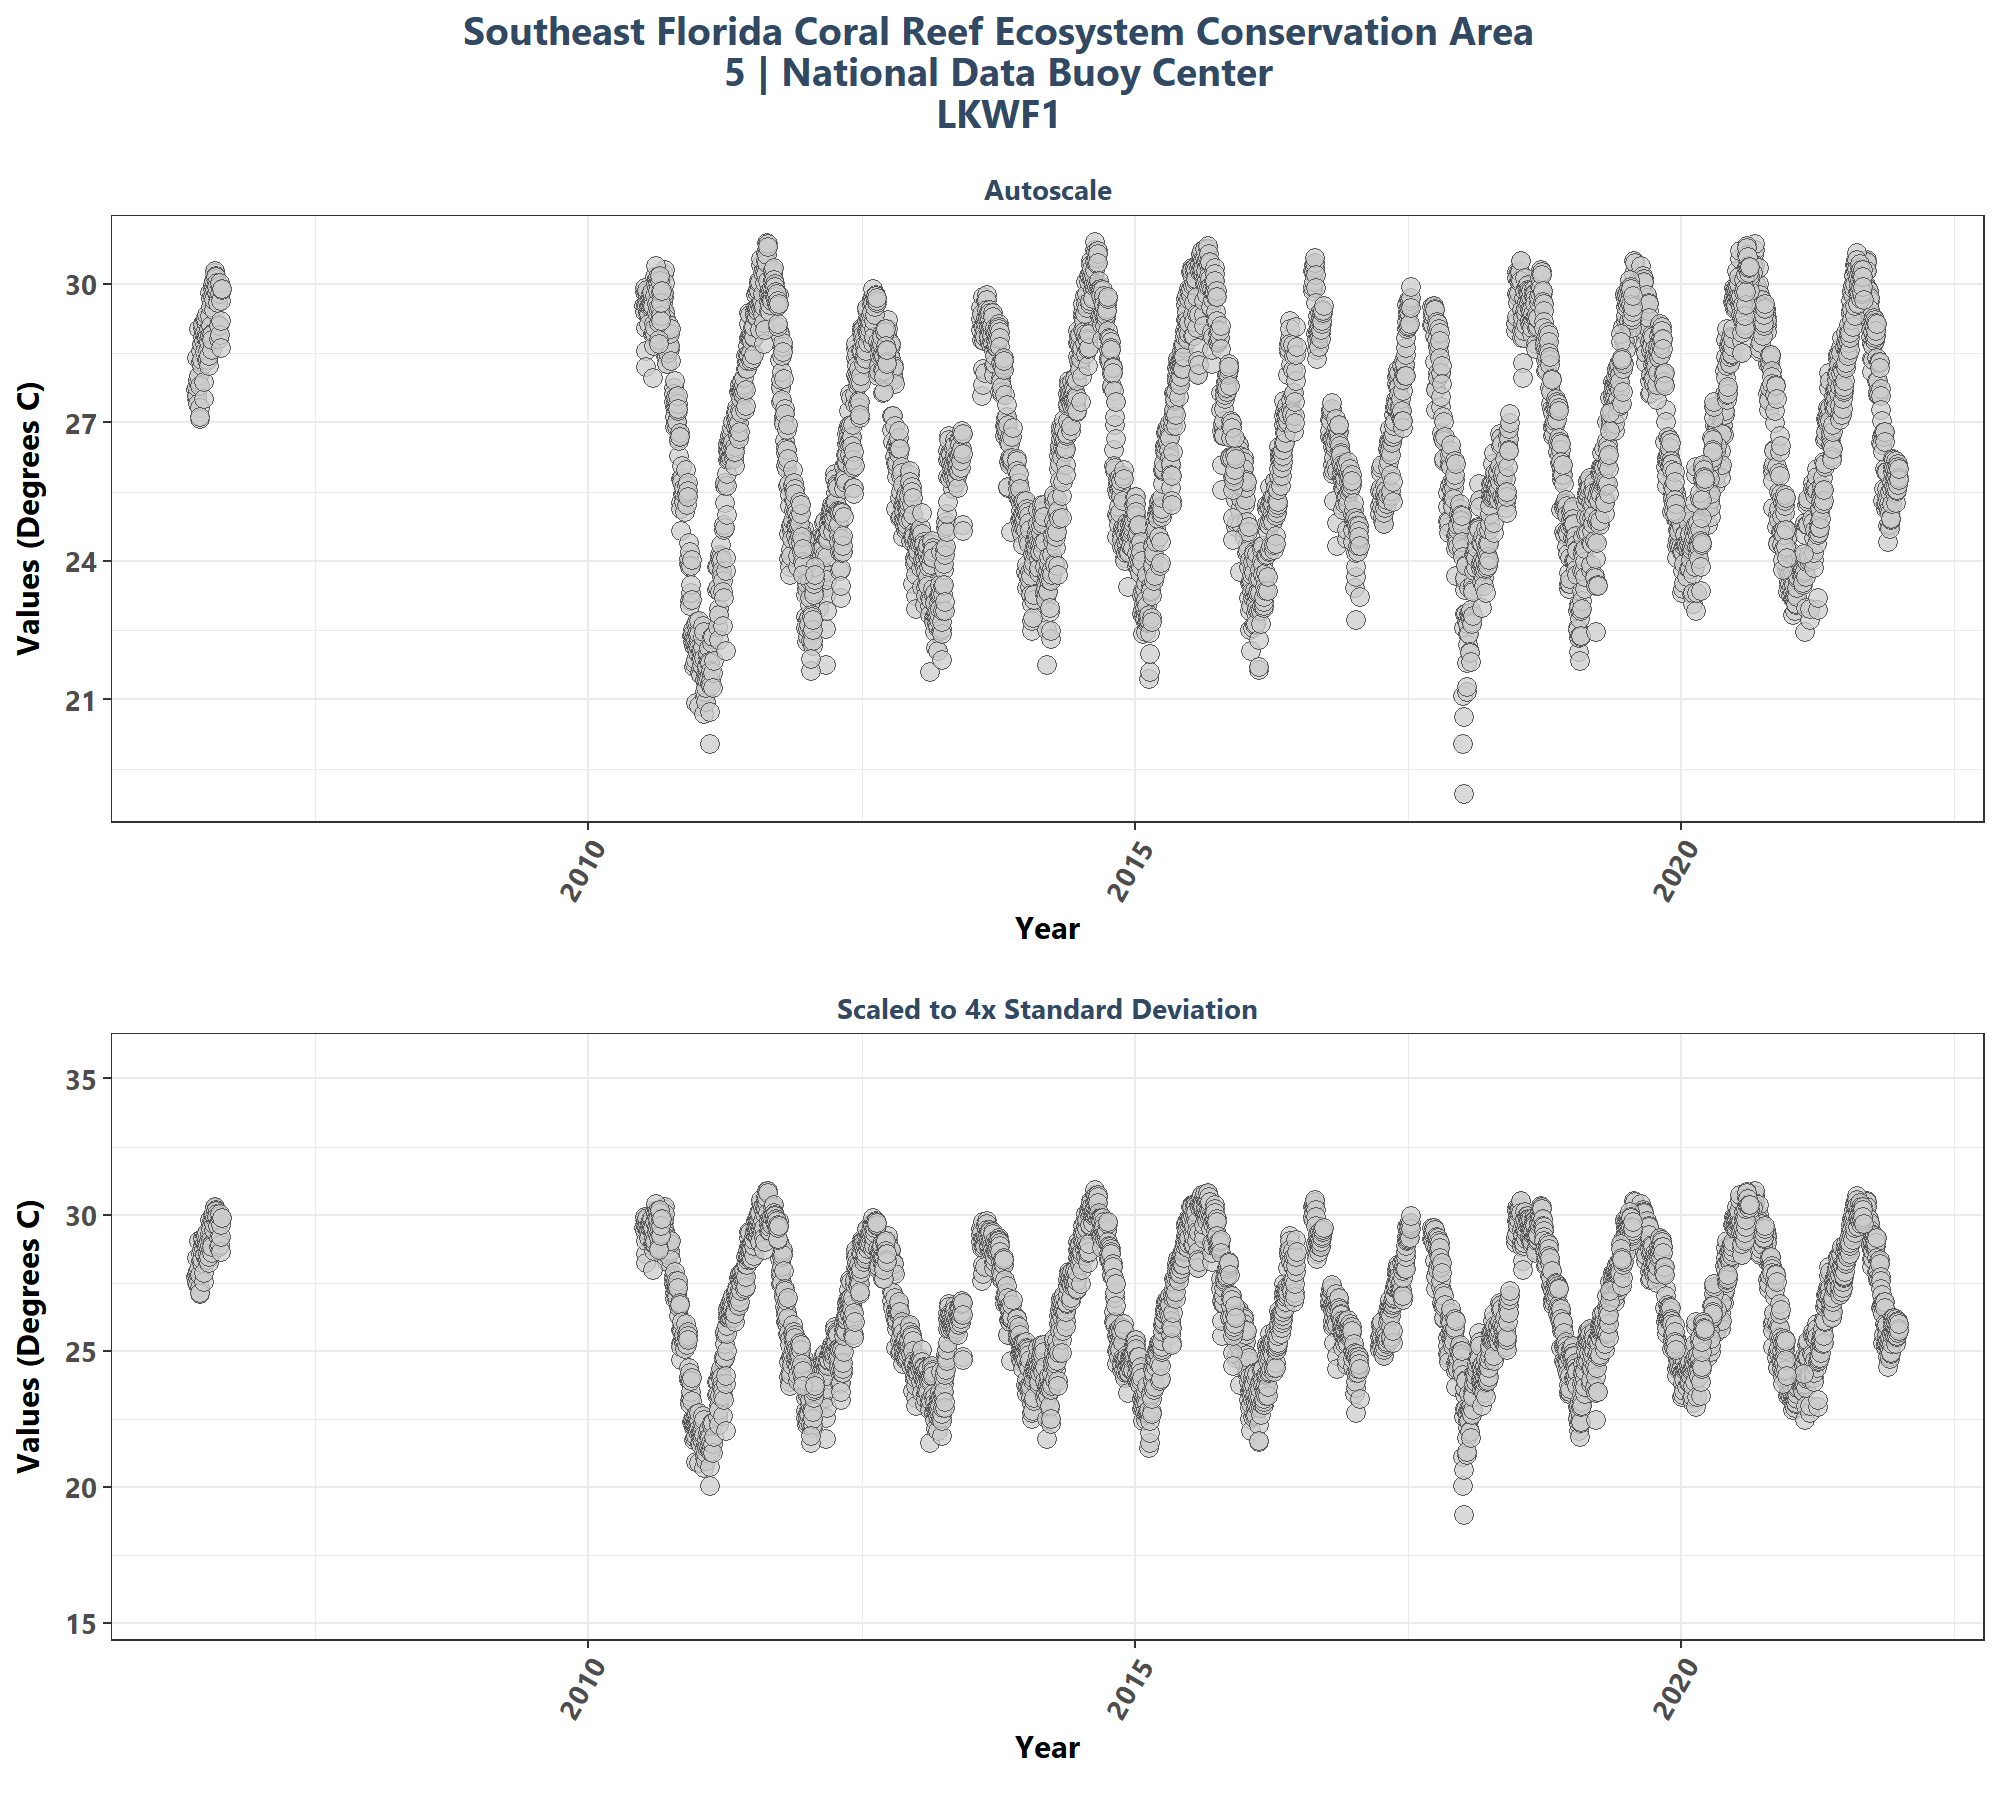 Southeast Florida Coral Reef Ecosystem Conservation Area
5 | National Data Buoy Center
LKWF1
Autoscale
Values (Degrees C)
30
27
24
21
2010
2015
2020
Year
Scaled to 4x Standard Deviation
Values (Degrees C)
35
30
25
20
15
2010
2015
2020
Year